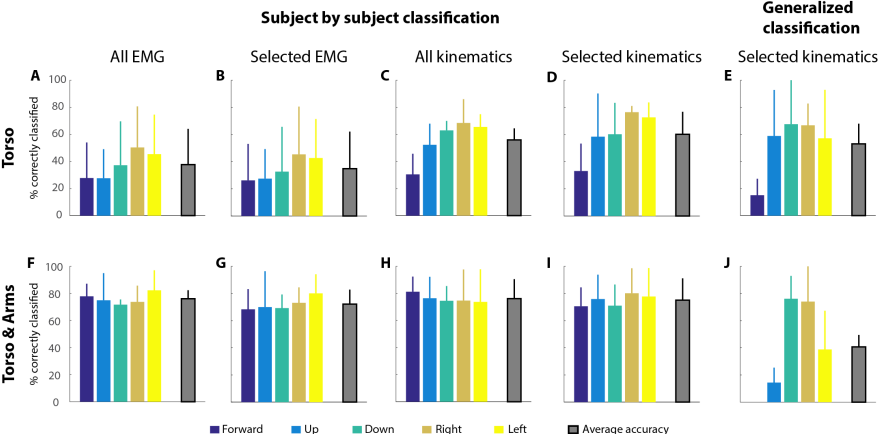 Subject by subject classification
Generalized
classification
All EMG
Selected EMG
All kinematics
Selected kinematics
Selected kinematics
A
B
C
D
E
Torso
% correctly classified
100
80
60
40
20
0
F
G
H
I
J
Torso & Arms
% correctly classified
100
80
60
40
20
0
Forward
Up
Down
Right
Left
Average accuracy